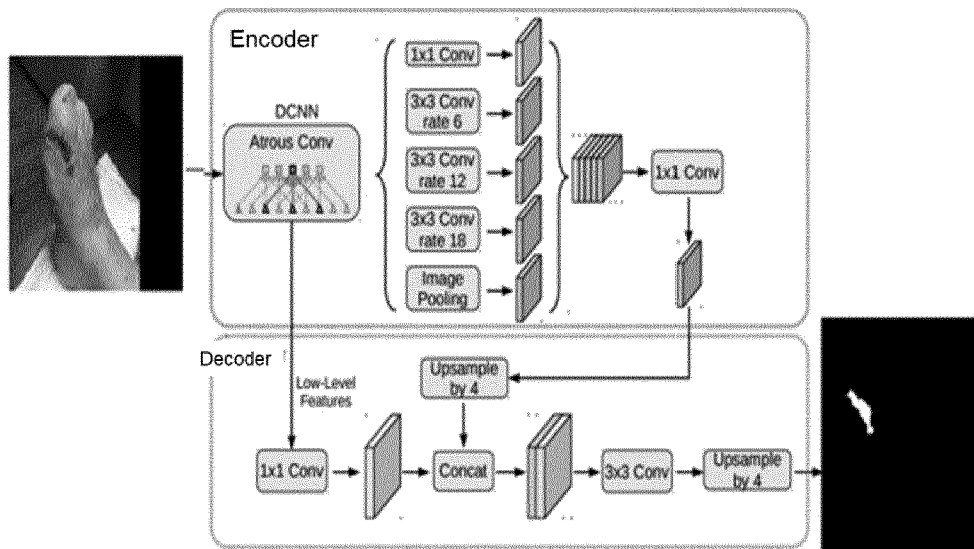 Encoder
DCNN
Atrous Conv
1x1 Conv
3x3 Conv
rate 6
3x3 Conv
rate 12
3x3 Conv
rate 18
Image
Pooling
1x1 Conv
Decoder
Low-Level
Features
Upsample
by 4
1x1 Conv
Concat
3x3 Conv
Upsample
by 4